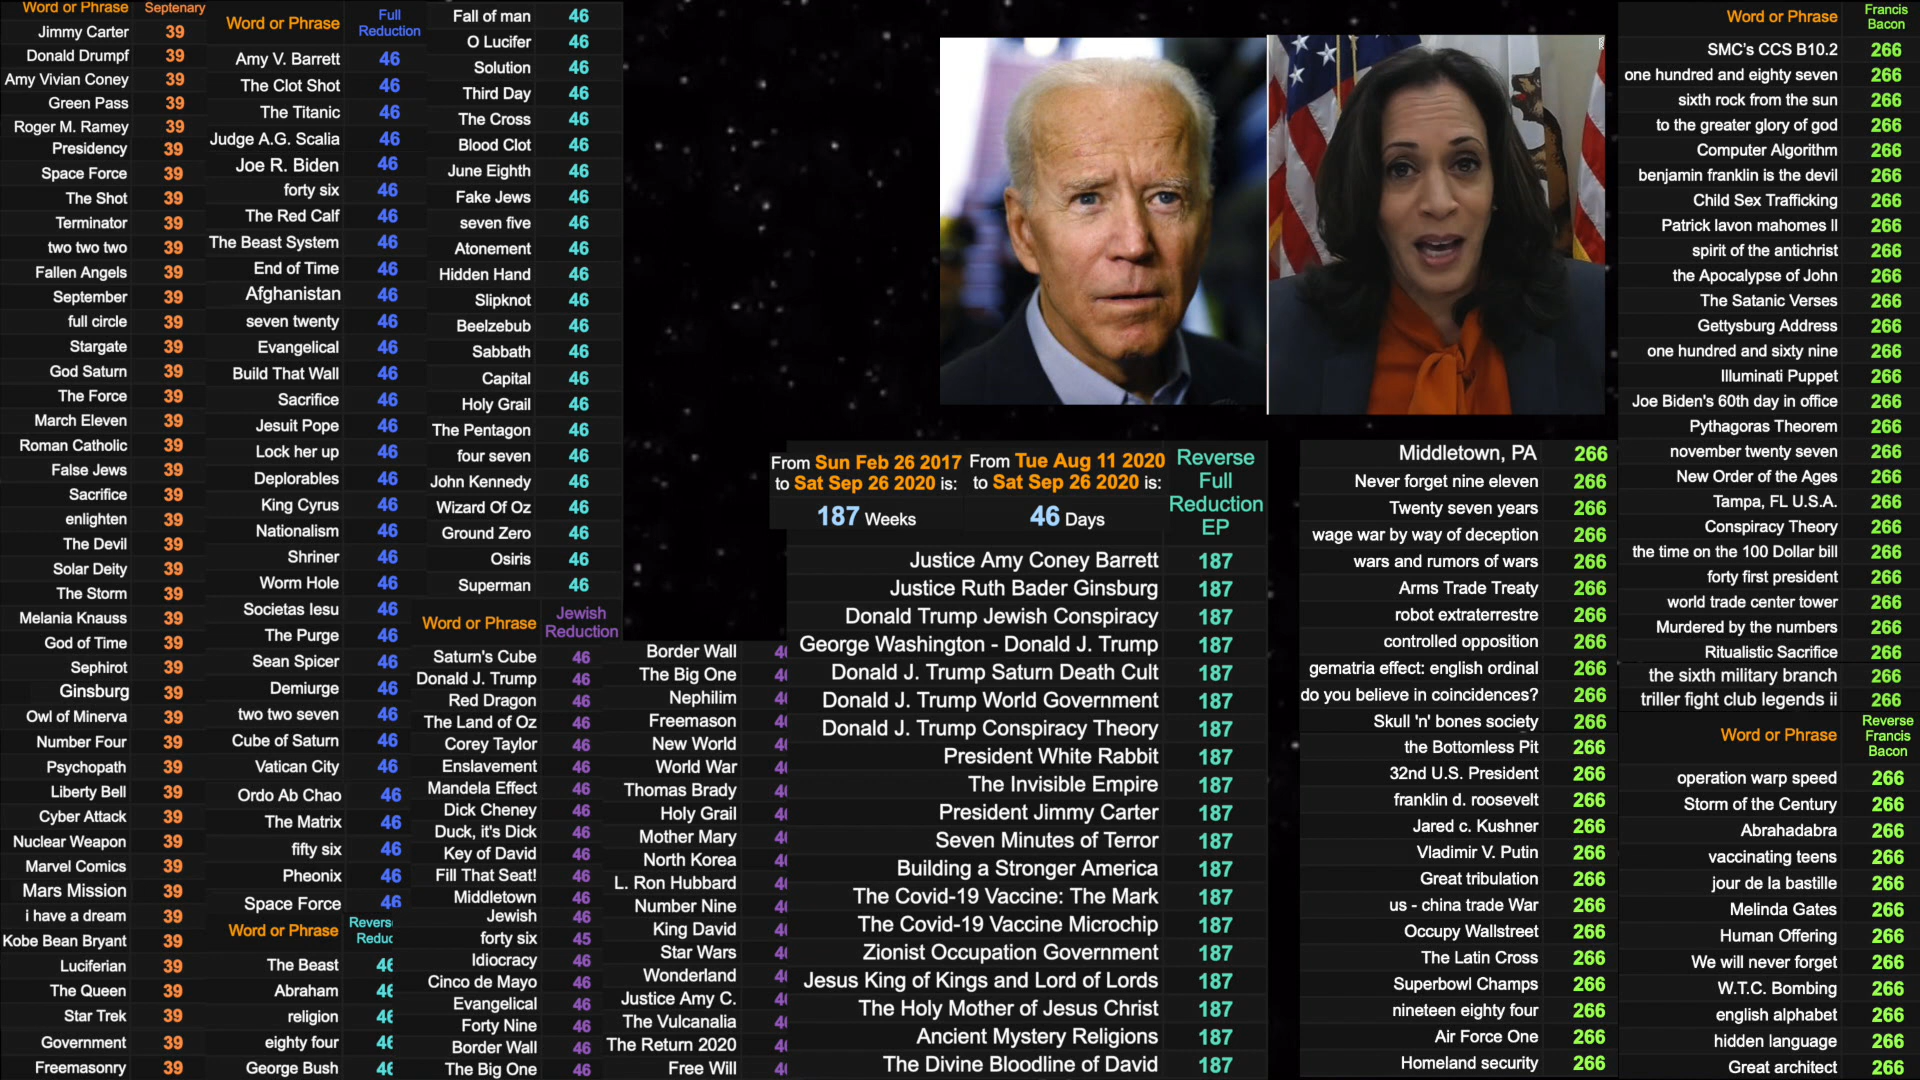 Word or Phrase Septenary
Jimmy Carter 39
Donald Drumpf 39
Amy Vivian Coney 39
Green Pass 39
Roger M. Ramey 39
Presidency 39
Space Force 39
The Shot 39
Terminator 39
two two two 39
Fallen Angels 39
September 39
full circle 39
Stargate 39
God Saturn 39
The Force 39
March Eleven 39
Roman Catholic 39
False Jews 39
Sacrifice 39
enlighten 39
The Devil 39
Solar Deity 39
The Storm 39
Melania Knauss 39
God of Time 39
Sephirot 39
Ginsburg 39
Owl of Minerva 39
Number Four 39
Psychopath 39
Liberty Bell 39
Cyber Attack 39
Nuclear Weapon 39
Marvel Comics 39
Mars Mission 39
i have a dream 39
Kobe Bean Bryant 39
Luciferian 39
The Queen 39
Star Trek 39
Government 39
Freemasonry 39
Word or Phrase Full Reduction
Amy V. Barrett 46
The Clot Shot 46
The Titanic 46
Judge A.G. Scalia 46
Joe R. Biden 46
forty six 46
The Red Calf 46
The Beast System 46
End of Time 46
Afghanistan 46
seven twenty 46
Evangelical 46
Build That Wall 46
Sacrifice 46
Jesuit Pope 46
Lock her up 46
Deplorables 46
King Cyrus 46
Nationalism 46
Shriner 46
Worm Hole 46
Societas Iesu 46
The Purge 46
Sean Spicer 46
Demiurge 46
two two seven 46
Cube of Saturn 46
Vatican City 46
Ordo Ab Chao 46
The Matrix 46
fifty six 46
Pheonix 46
Space Force 46
Word or Phrase Revers Reduc
The Beast 46
Abraham 46
religion 46
eighty four 46
George Bush 46
Fall of man 46
O Lucifer 46
Solution 46
Third Day 46
The Cross 46
Blood Clot 46
June Eighth 46
Fake Jews 46
seven five 46
Atonement 46
Hidden Hand 46
Slipknot 46
Beelzebub 46
Sabbath 46
Capital 46
Holy Grail 46
The Pentagon 46
four seven 46
John Kennedy 46
Wizard Of Oz 46
Ground Zero 46
Osiris 46
Superman 46
Word or Phrase Jewish Reduction
Saturn's Cube 46
Donald J. Trump 46
Red Dragon 46
The Land of Oz 46
Corey Taylor 46
Enslavement 46
Mandela Effect 46
Dick Cheney 46
Duck, it's Dick 46
Key of David 46
Fill That Seat! 46
Middletown 46
Jewish 46
forty six 45
Idiocracy 46
Cinco de Mayo 46
Evangelical 46
Forty Nine 46
Border Wall 46
The Big One 46
Border Wall 46
The Big One 46
Nephilim 46
Freemason 46
New World 46
World War 46
Thomas Brady 46
Holy Grail 46
Mother Mary 46
North Korea 46
L. Ron Hubbard 46
Number Nine 46
King David 46
Star Wars 46
Wonderland 46
Justice Amy C. 46
The Vulcanalia 46
The Return 2020 46
Free Will 46
From Sun Feb 26 2017
to Sat Sep 26 2020 is:
187 Weeks
From Tue Aug 11 2020
to Sat Sep 26 2020 is:
46 Days
Reverse
Full
Reduction
EP
Justice Amy Coney Barrett 187
Justice Ruth Bader Ginsburg 187
Donald Trump Jewish Conspiracy 187
George Washington - Donald J. Trump 187
Donald J. Trump Saturn Death Cult 187
Donald J. Trump World Government 187
Donald J. Trump Conspiracy Theory 187
President White Rabbit 187
The Invisible Empire 187
President Jimmy Carter 187
Seven Minutes of Terror 187
Building a Stronger America 187
The Covid-19 Vaccine: The Mark 187
The Covid-19 Vaccine Microchip 187
Zionist Occupation Government 187
Jesus King of Kings and Lord of Lords 187
The Holy Mother of Jesus Christ 187
Ancient Mystery Religions 187
The Divine Bloodline of David 187
Middletown, PA 266
Never forget nine eleven 266
Twenty seven years 266
wage war by way of deception 266
wars and rumors of wars 266
Arms Trade Treaty 266
robot extraterrestre 266
controlled opposition 266
gematria effect: english ordinal 266
do you believe in coincidences? 266
Skull 'n' bones society 266
the Bottomless Pit 266
32nd U.S. President 266
franklin d. roosevelt 266
Jared c. Kushner 266
Vladimir V. Putin 266
Great tribulation 266
us - china trade War 266
Occupy Wallstreet 266
The Latin Cross 266
Superbowl Champs 266
nineteen eighty four 266
Air Force One 266
Homeland security 266
Word or Phrase Francis Bacon
SMC's CCS B10.2 266
one hundred and eighty seven 266
sixth rock from the sun 266
to the greater glory of god 266
Computer Algorithm 266
benjamin franklin is the devil 266
Child Sex Trafficking 266
Patrick lavon mahomes II 266
spirit of the antichrist 266
the Apocalypse of John 266
The Satanic Verses 266
Gettysburg Address 266
one hundred and sixty nine 266
Illuminati Puppet 266
Joe Biden's 60th day in office 266
Pythagoras Theorem 266
november twenty seven 266
New Order of the Ages 266
Tampa, FL U.S.A. 266
Conspiracy Theory 266
the time on the 100 Dollar bill 266
forty first president 266
world trade center tower 266
Murdered by the numbers 266
Ritualistic Sacrifice 266
the sixth military branch 266
triller fight club legends ii 266
Word or Phrase Reverse Francis Bacon
operation warp speed 266
Storm of the Century 266
Abrahadabra 266
vaccinating teens 266
jour de la bastille 266
Melinda Gates 266
Human Offering 266
We will never forget 266
W.T.C. Bombing 266
english alphabet 266
hidden language 266
Great architect 266